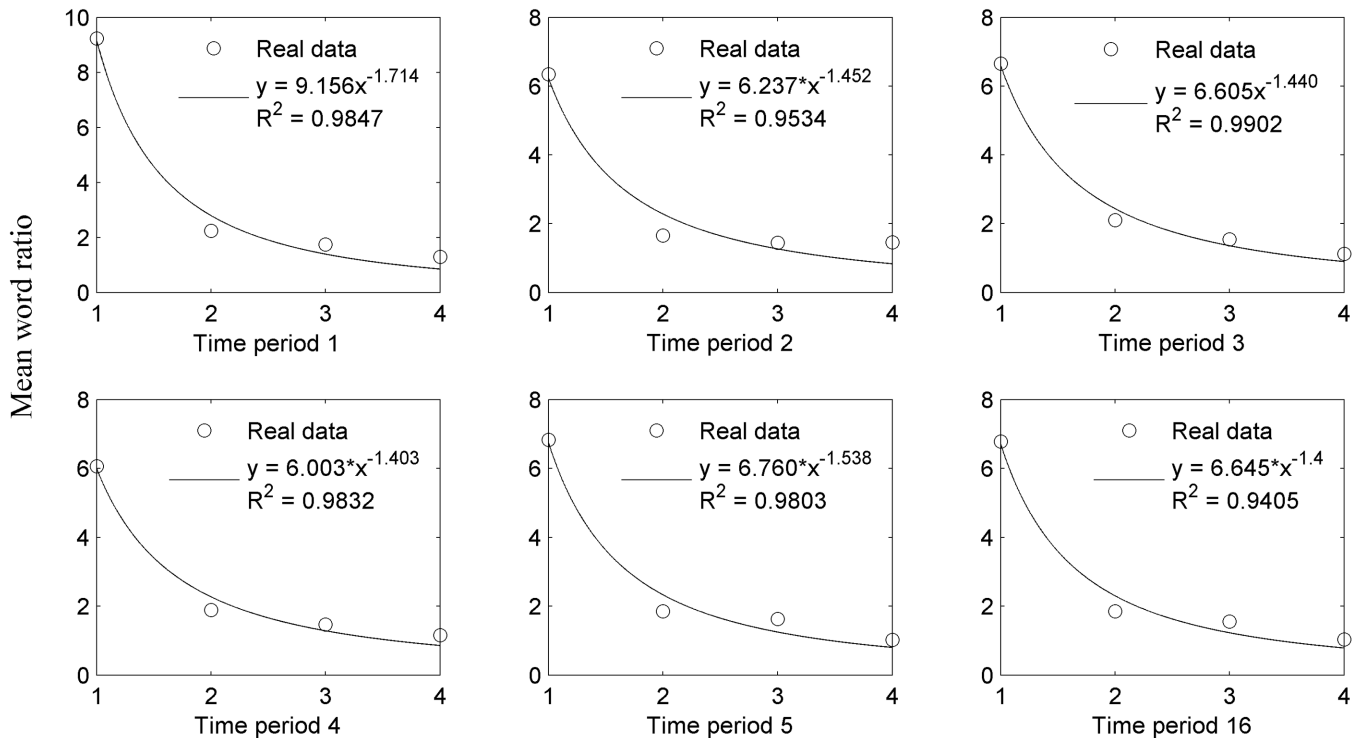 Mean word ratio
10
8
6
4
2
0
1 2 3 4
Real data
y = 9.156x^-1.714
R^2 = 0.9847
Time period 1
8
6
4
2
0
1 2 3 4
Real data
y = 6.237*x^-1.452
R^2 = 0.9534
Time period 2
8
6
4
2
0
1 2 3 4
Real data
y = 6.605x^-1.440
R^2 = 0.9902
Time period 3
8
6
4
2
0
1 2 3 4
Real data
y = 6.003*x^-1.403
R^2 = 0.9832
Time period 4
8
6
4
2
0
1 2 3 4
Real data
y = 6.760*x^-1.538
R^2 = 0.9803
Time period 5
8
6
4
2
0
1 2 3 4
Real data
y = 6.645*x^-1.4
R^2 = 0.9405
Time period 16